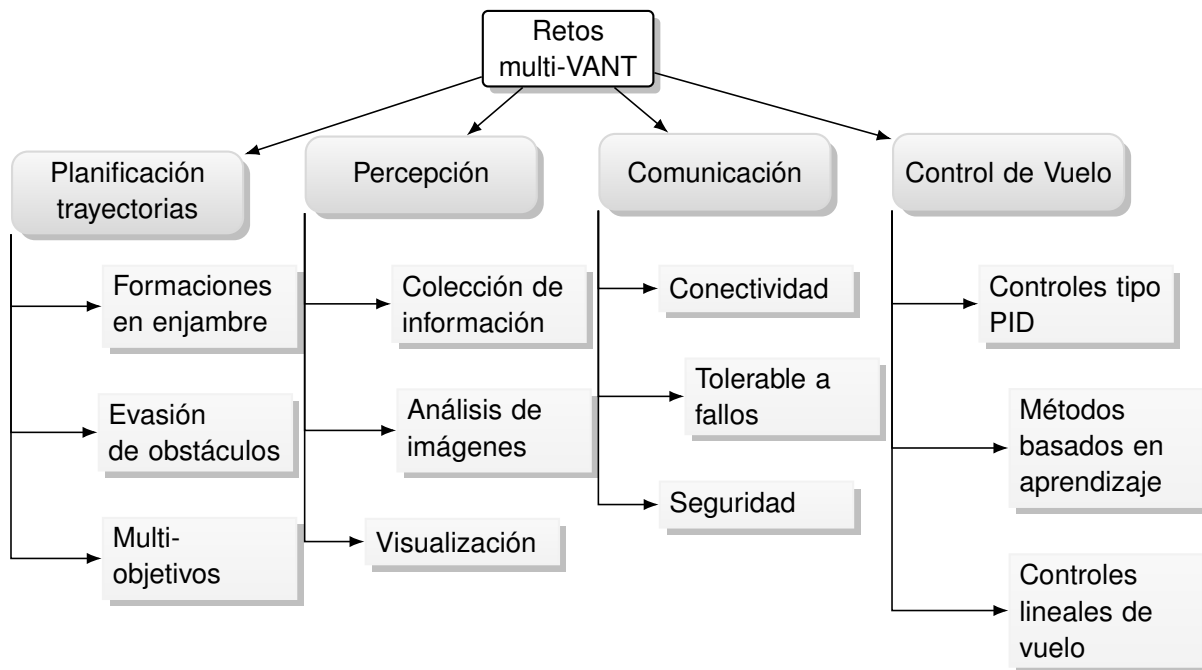 Retos
multi-VANT
Planificación
trayectorias
Percepción
Comunicación
Control de Vuelo
Formaciones
en enjambre
Evasión
de obstáculos
Multi-
objetivos
Colección de
información
Análisis de
imágenes
Visualización
Conectividad
Tolerable a
fallos
Seguridad
Controles tipo
PID
Métodos
basados en
aprendizaje
Controles
lineales de
vuelo